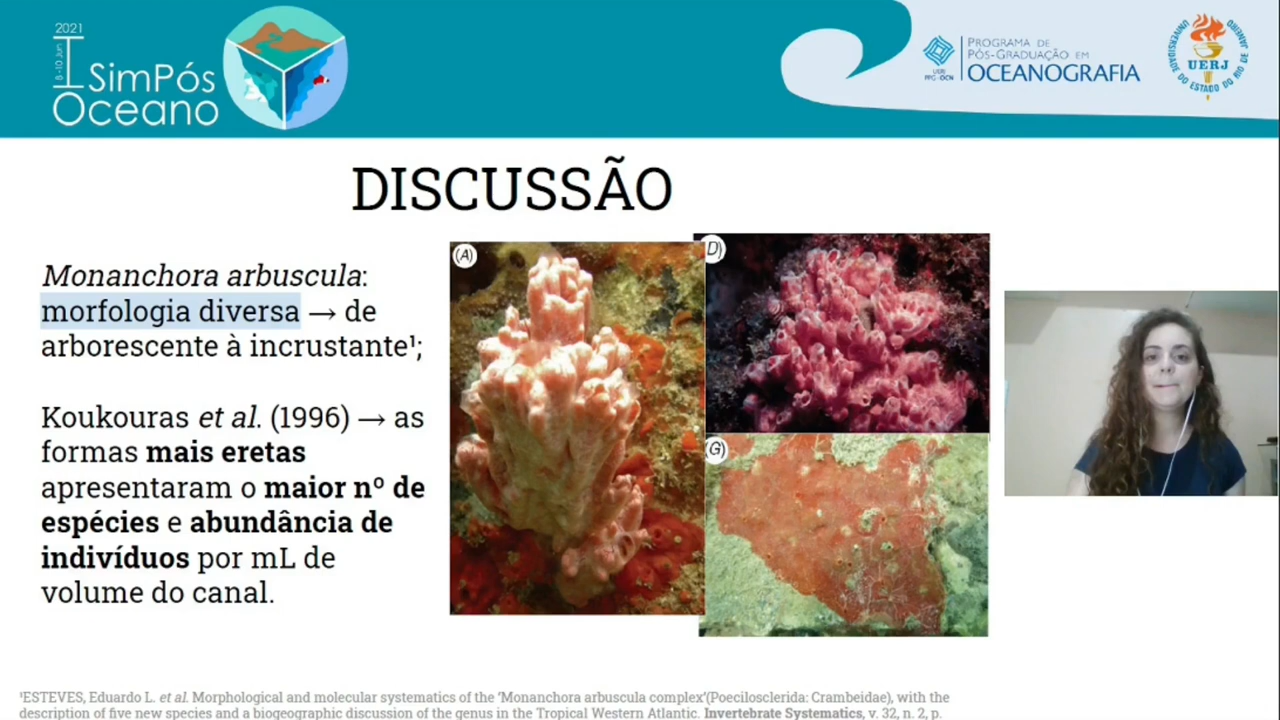 2021
8-10 Jun
I SimPós
Oceano
PROGRAMA DE
PÓS-GRADUAÇÃO EM
OCEANOGRAFIA
UERJ
UNIVERSIDADE DO ESTADO DO RIO DE JANEIRO
DISCUSSÃO
Monanchora arbuscula:
morfologia diversa → de
arborescente à incrustante¹;
Koukouras et al. (1996) → as
formas mais eretas
apresentaram o maior nº de
espécies e abundância de
indivíduos por mL de
volume do canal.
(A)
(D)
(G)
¹ESTEVES, Eduardo L. et al. Morphological and molecular systematics of the ‘Monanchora arbuscula complex’(Poecilosclerida: Crambeidae), with the
description of five new species and a biogeographic discussion of the genus in the Tropical Western Atlantic. Invertebrate Systematics, v. 32, n. 2, p.